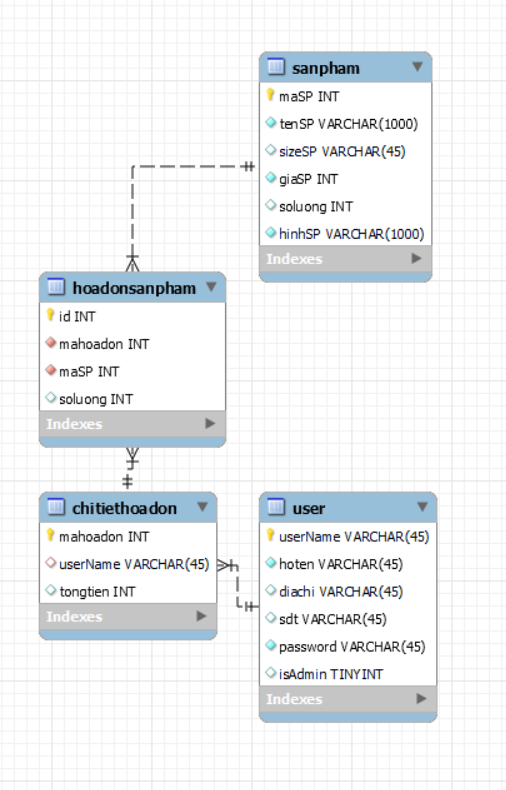 sanpham
maSP INT
tenSP VARCHAR(1000)
sizeSP VARCHAR(45)
giaSP INT
soluong INT
hinhSP VARCHAR(1000)
Indexes
hoadonsanpham
id INT
mahoadon INT
maSP INT
soluong INT
Indexes
chitiethoadon
mahoadon INT
userName VARCHAR(45)
tongtien INT
Indexes
user
userName VARCHAR(45)
hoten VARCHAR(45)
diachi VARCHAR(45)
sdt VARCHAR(45)
password VARCHAR(45)
isAdmin TINYINT
Indexes